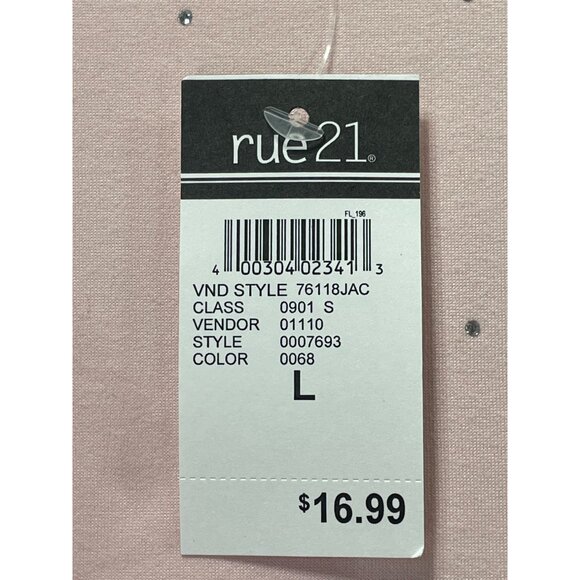 rue21®
FL_196
4 00304 02341 3
VND STYLE 76118JAC
CLASS 0901 S
VENDOR 01110
STYLE 0007693
COLOR 0068
L
$16.99